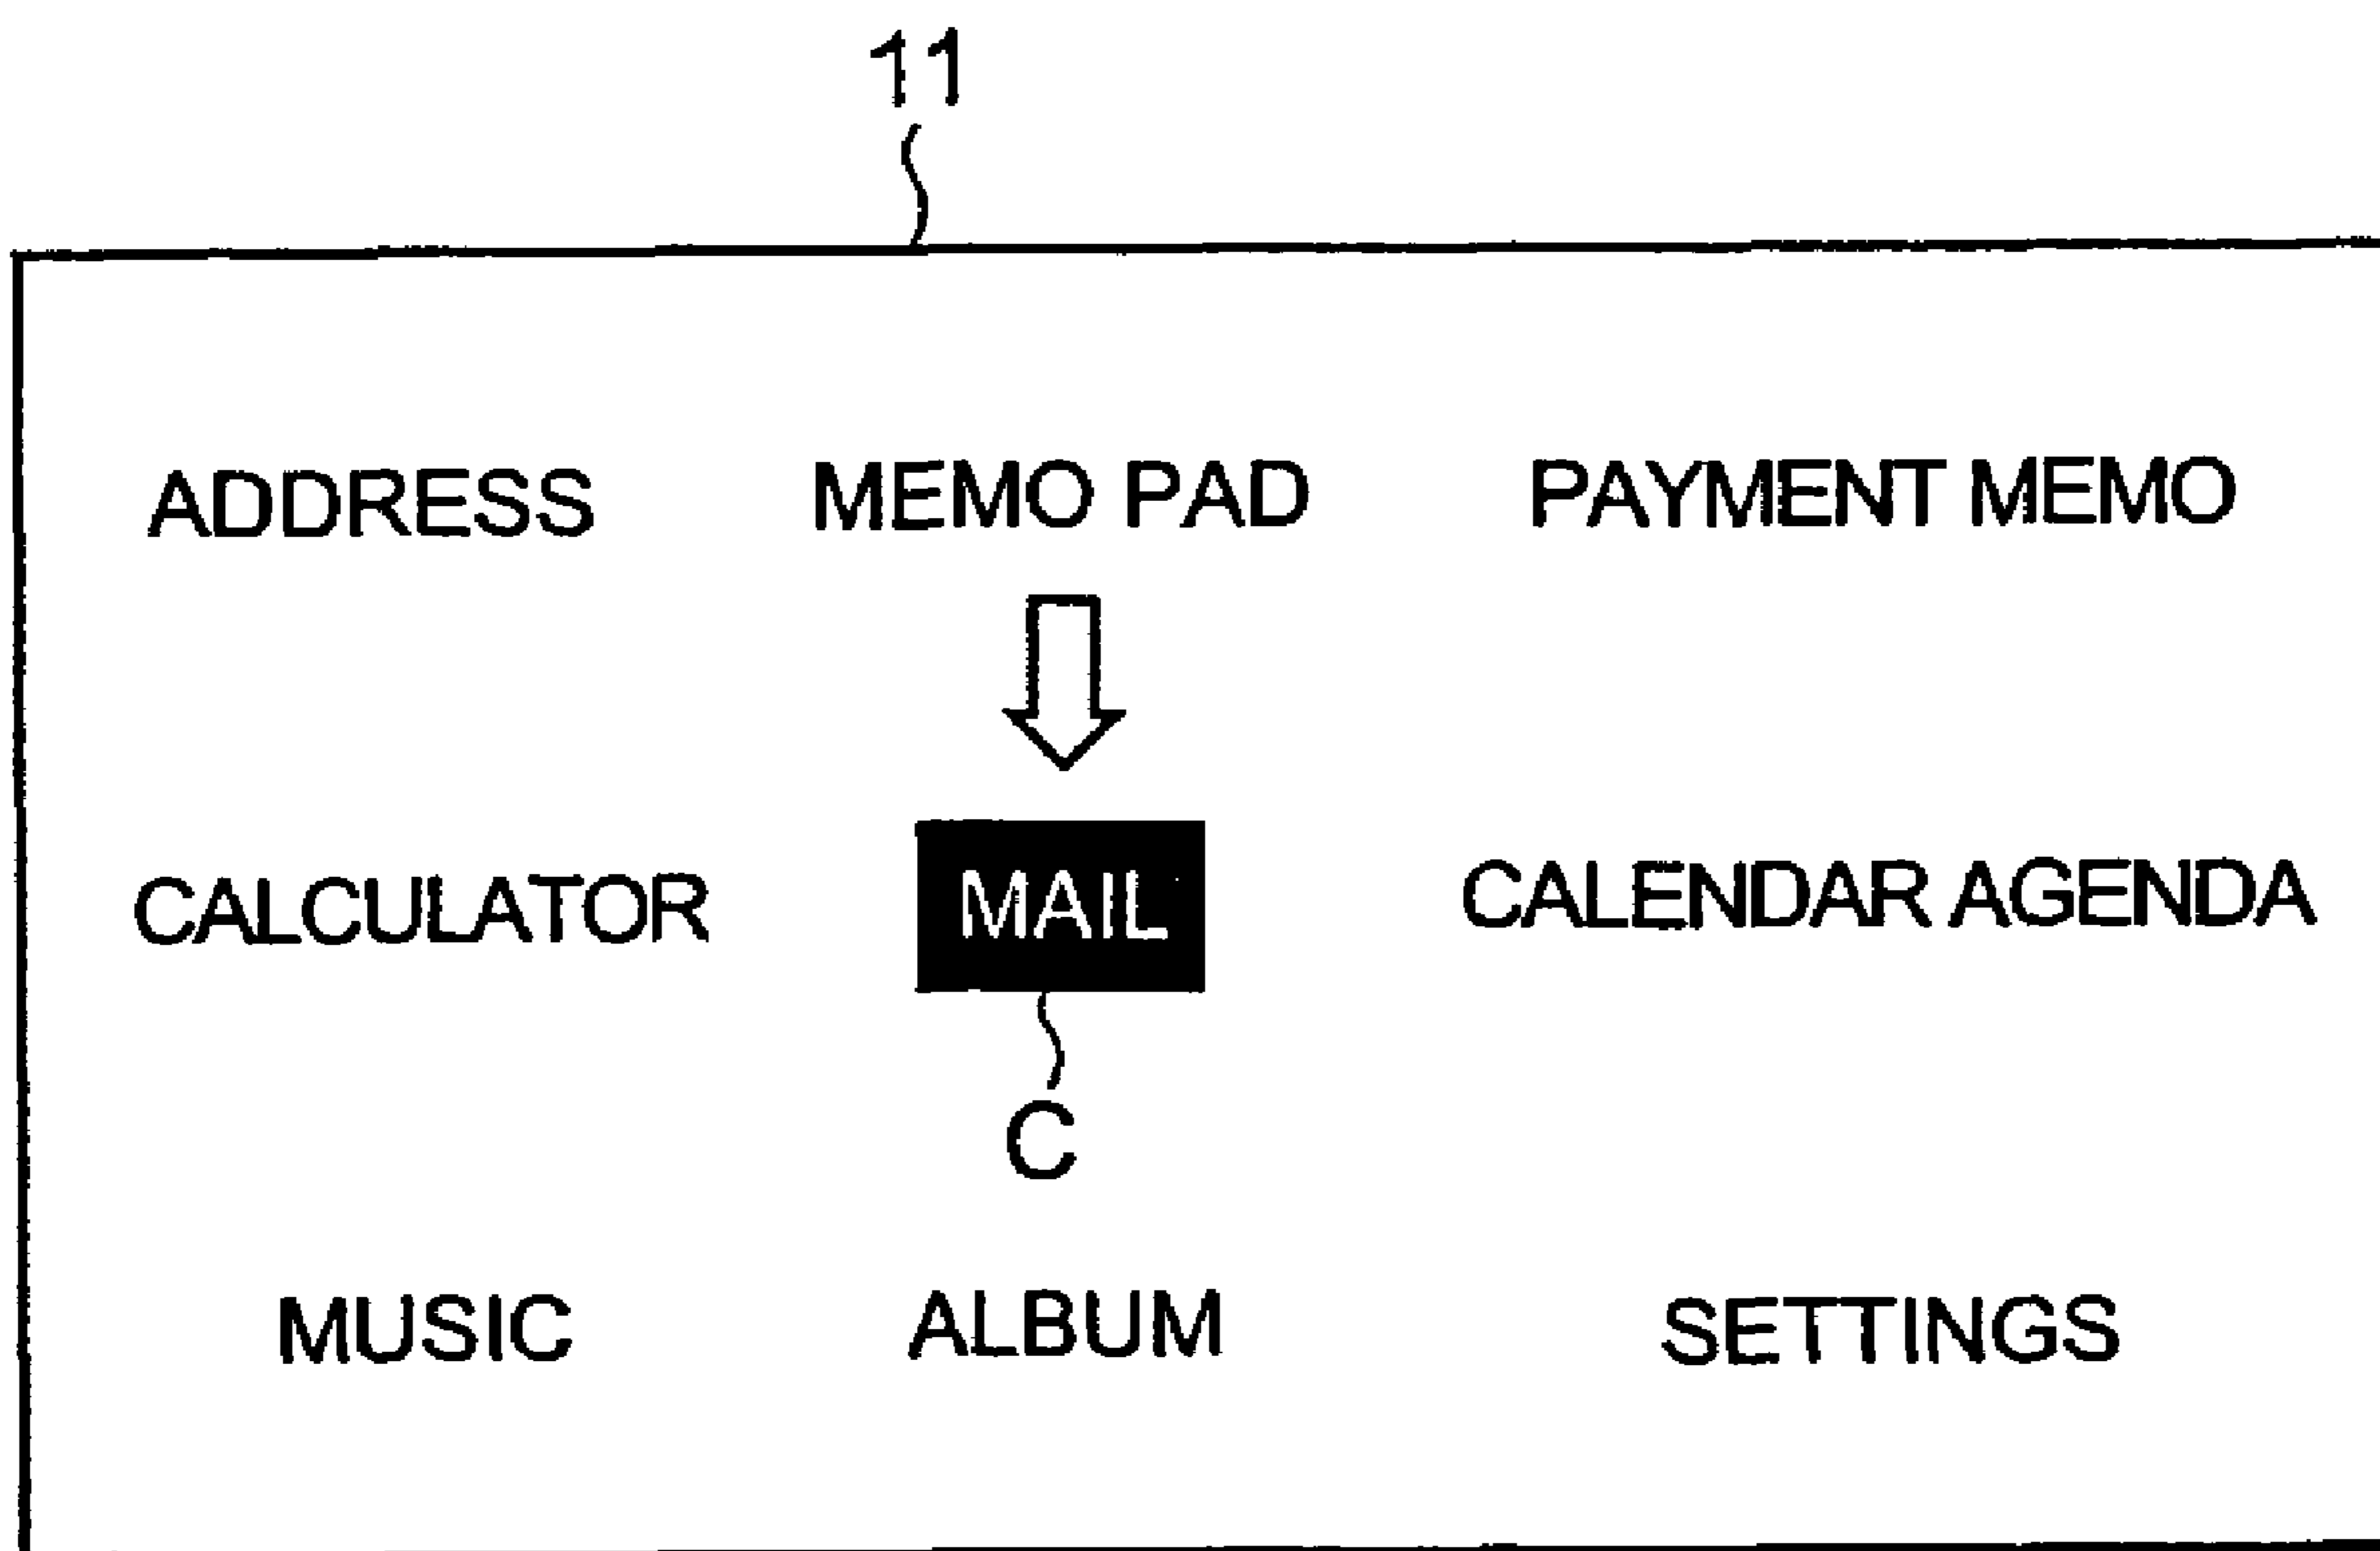 11
ADDRESS MEMO PAD PAYMENT MEMO
CALCULATOR MAIL CALENDAR AGENDA
C
MUSIC ALBUM SETTINGS